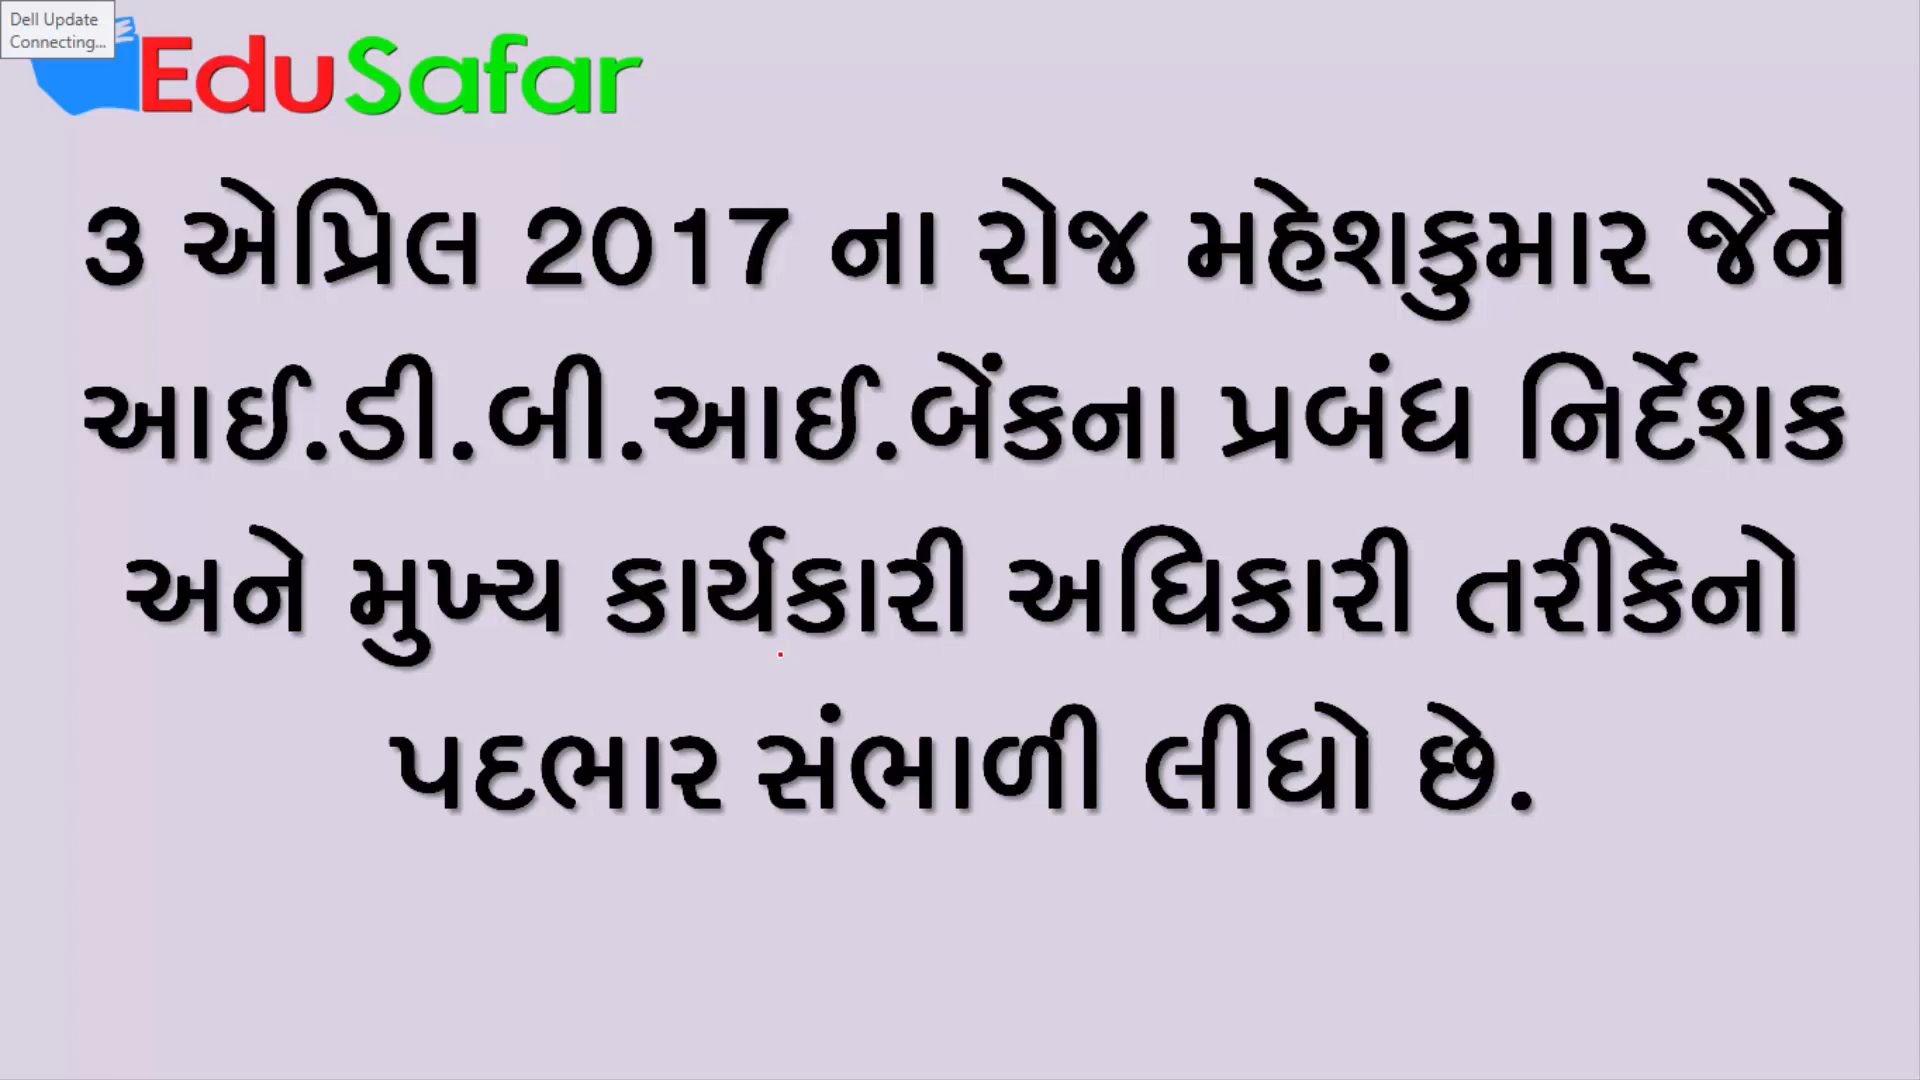 Dell Update
Connecting...
EduSafar
3 એપ્રિલ 2017 ના રોજ મહેશકુમાર જૈને
આઈ.ડી.બી.આઈ.બેંકના પ્રબંધ નિર્દેશક
અને મુખ્ય કાર્યકારી અધિકારી તરીકેનો
પદભાર સંભાળી લીધો છે.